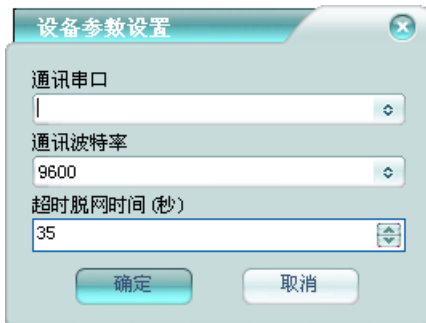 设备参数设置
通讯串口
通讯波特率
9600
超时脱网时间(秒)
35
确定 取消